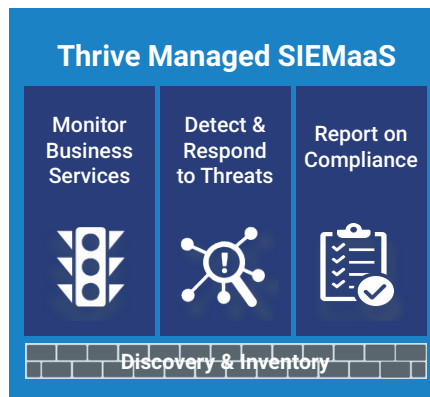 Thrive Managed SIEMaaS
Monitor
Business
Services
Detect &
Respond
to Threats
Report on
Compliance
!
Discovery & Inventory